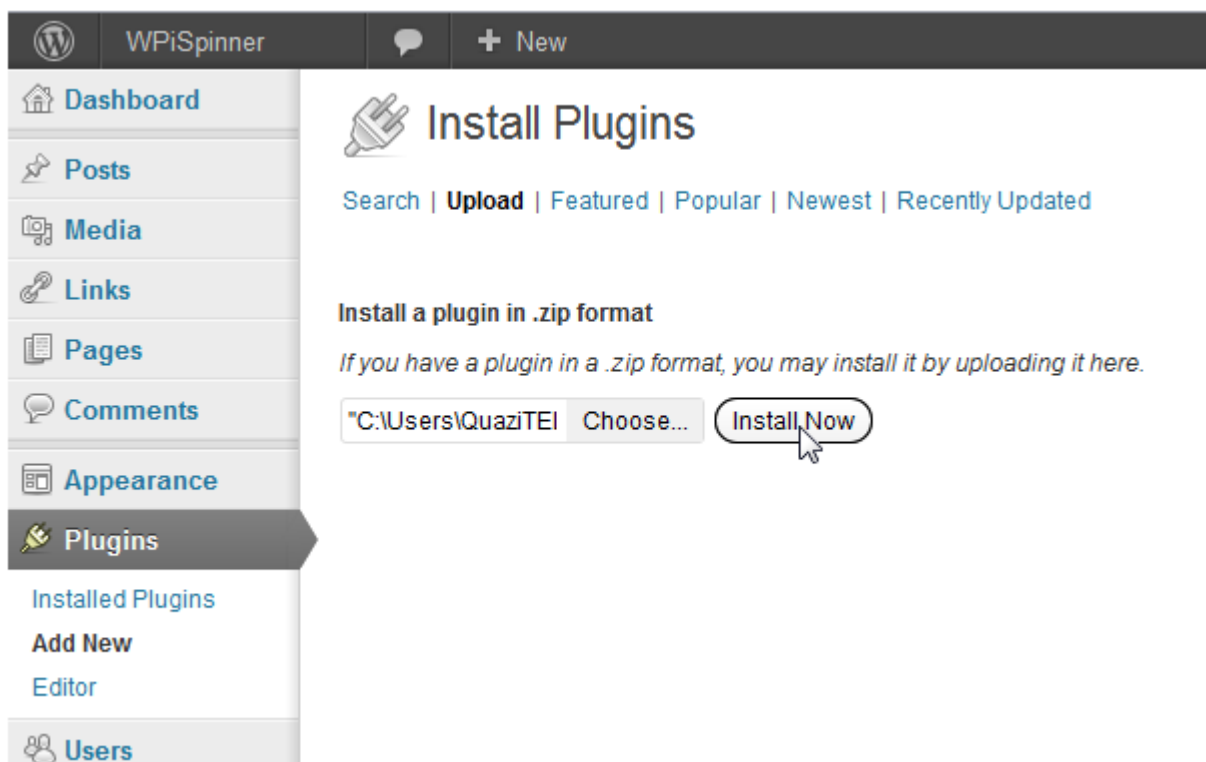 WPiSpinner + New
Dashboard
Posts
Media
Links
Pages
Comments
Appearance
Plugins
Installed Plugins
Add New
Editor
Users
Install Plugins
Search | Upload | Featured | Popular | Newest | Recently Updated
Install a plugin in .zip format
If you have a plugin in a .zip format, you may install it by uploading it here.
"C:\Users\QuaziTEI Choose... Install Now